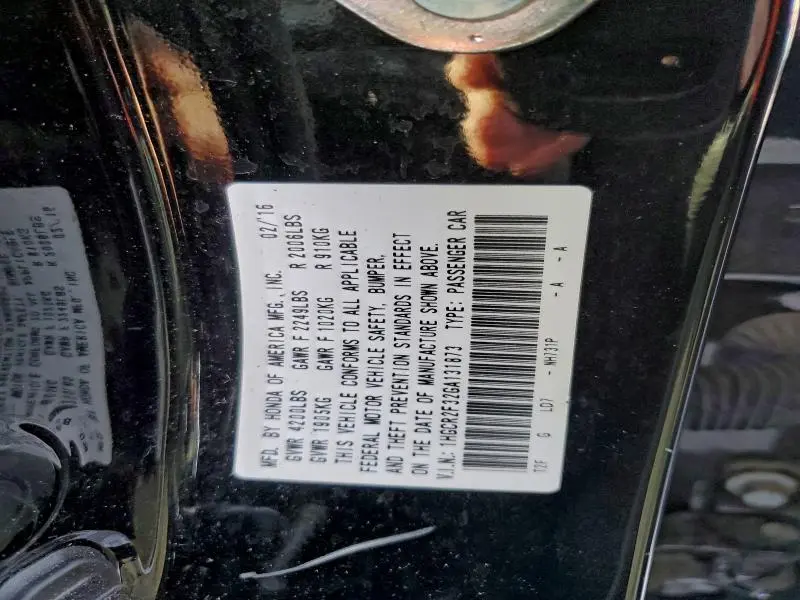 MFD. BY HONDA OF AMERICA MFG., INC. 02/16
GVWR 4200LBS GAWR F 2249LBS R 2006LBS
GVWR 1905KG GAWR F 1020KG R 910KG
THIS VEHICLE CONFORMS TO ALL APPLICABLE
FEDERAL MOTOR VEHICLE SAFETY, BUMPER,
AND THEFT PREVENTION STANDARDS IN EFFECT
ON THE DATE OF MANUFACTURE SHOWN ABOVE.
V.I.N.: 1HGCR2F32GA131873 TYPE: PASSENGER CAR
T2F G LD7 - NH731P - A - A